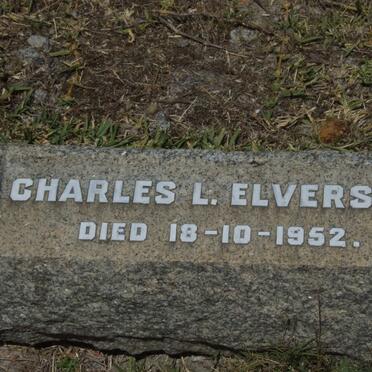 CHARLES L. ELVERS
DIED 18-10-1952.